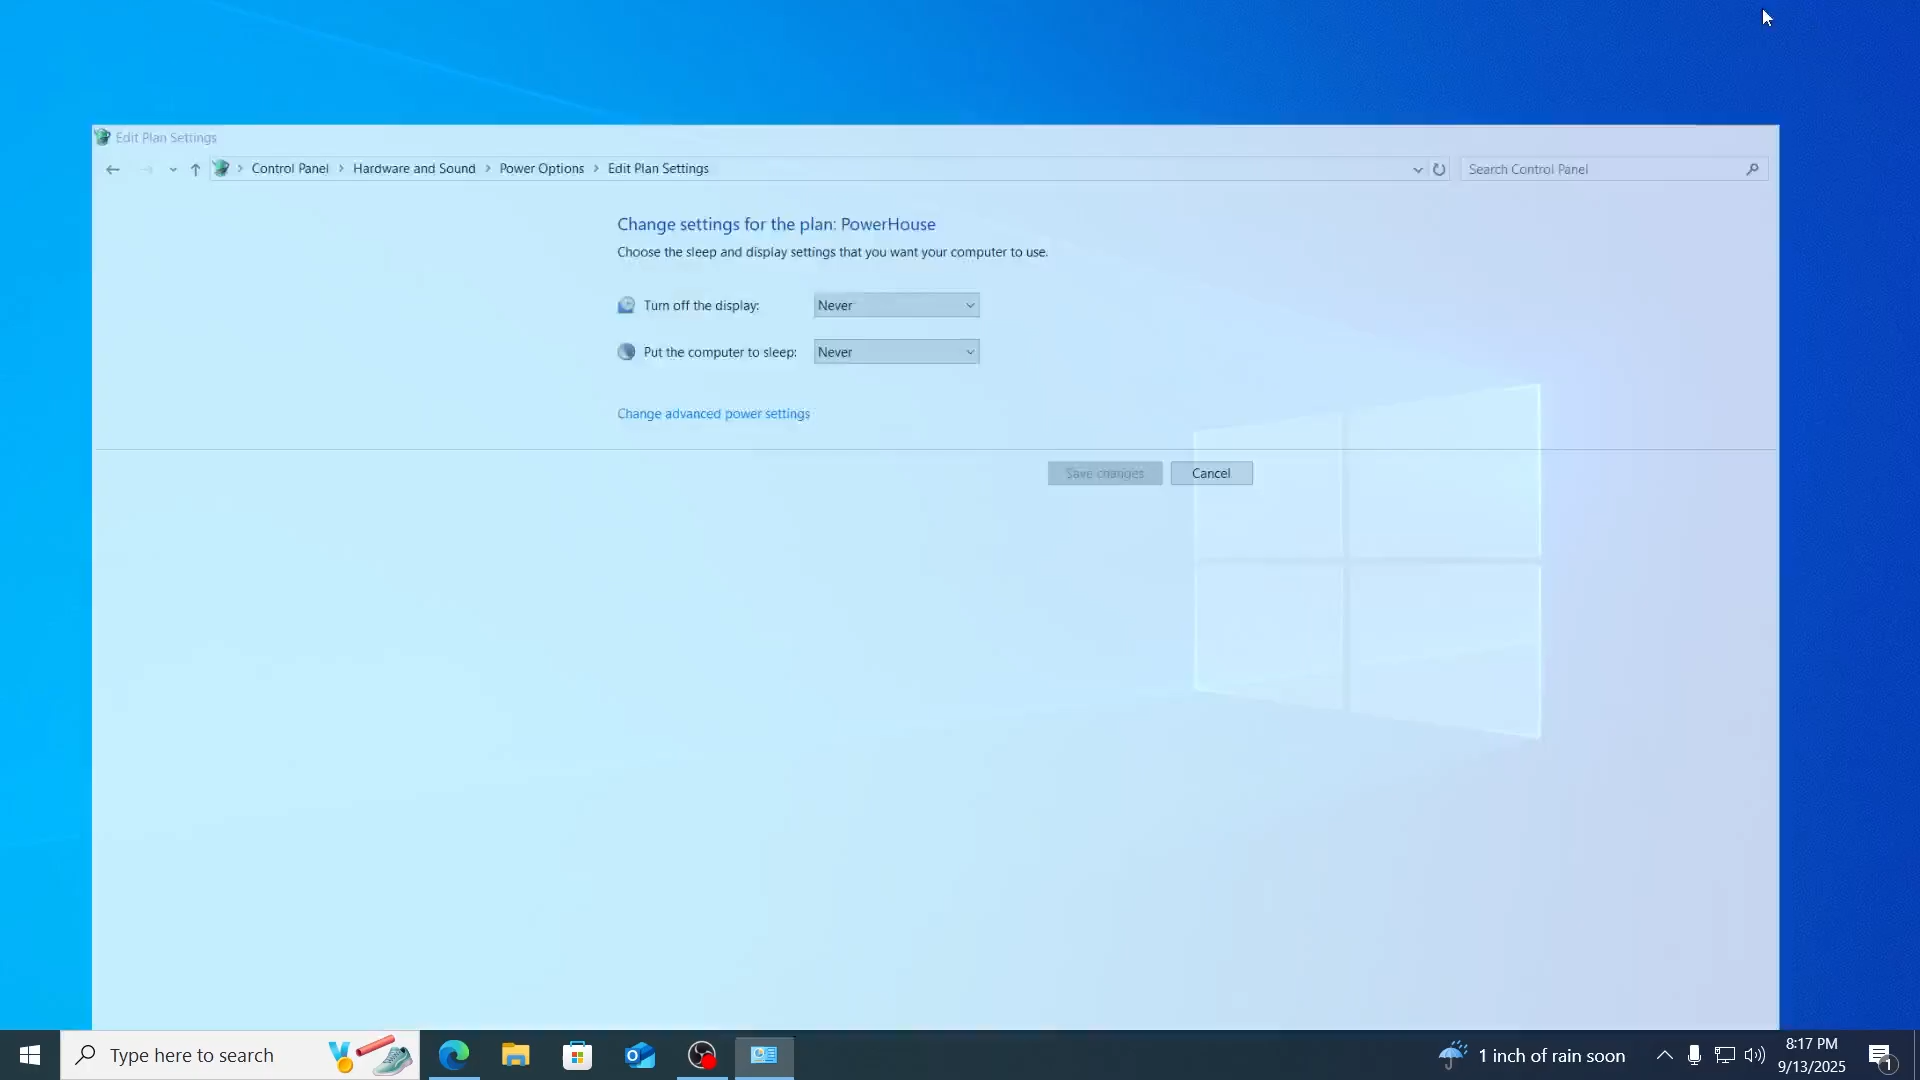 Edit Plan Settings
Control Panel
Hardware and Sound
Power Options
Edit Plan Settings
Search Control Panel
Change settings for the plan: PowerHouse
Choose the sleep and display settings that you want your computer to use.
Turn off the display:
Never
Put the computer to sleep:
Never
Change advanced power settings
Save changes
Cancel
Type here to search
1 inch of rain soon
8:17 PM
9/13/2025
1